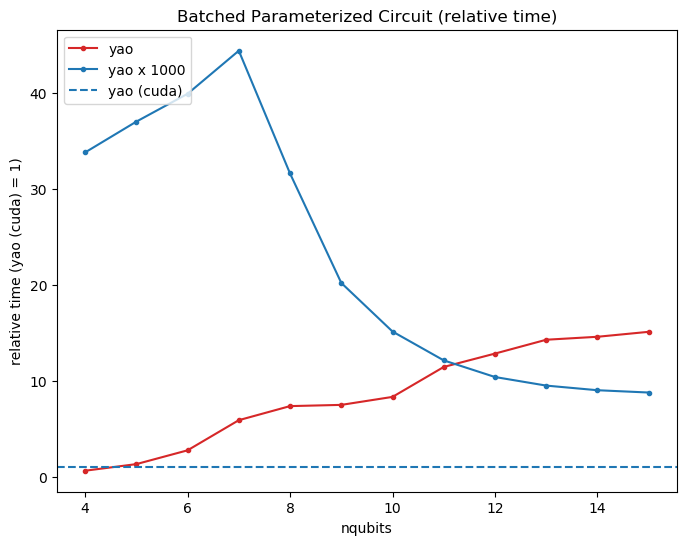 Batched Parameterized Circuit (relative time)
yao
yao x 1000
yao (cuda)
relative time (yao (cuda) = 1)
40
30
20
10
0
4
6
8
10
12
14
nqubits